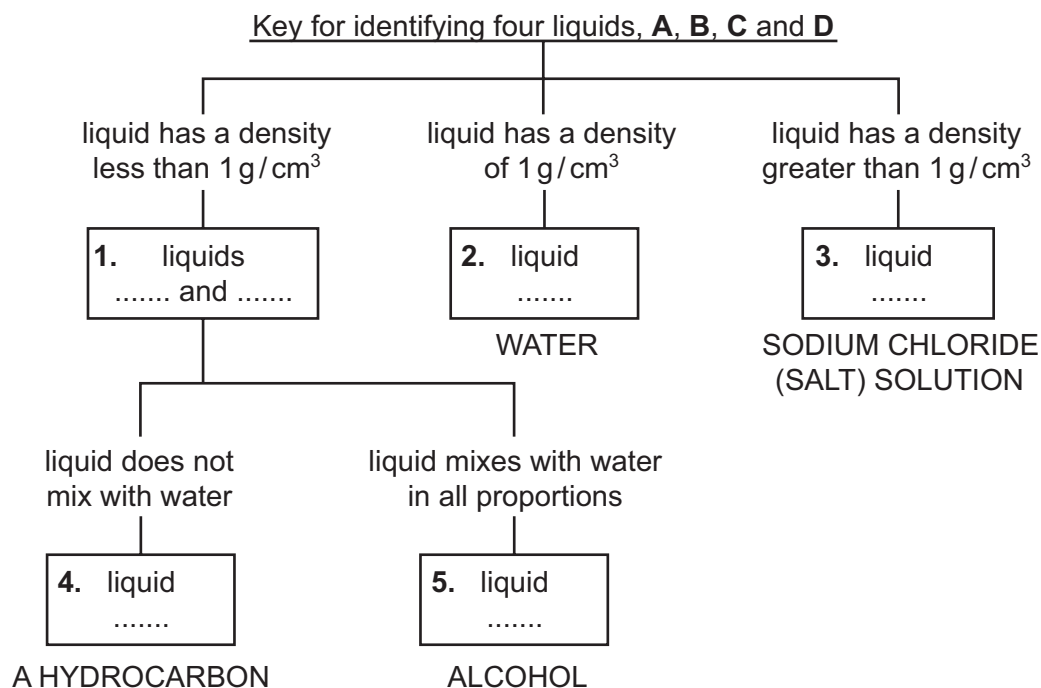 Key for identifying four liquids, A, B, C and D
liquid has a density
less than 1 g / cm³
liquid has a density
of 1 g / cm³
liquid has a density
greater than 1 g / cm³
1. liquids
....... and .......
2. liquid
.......
WATER
3. liquid
.......
SODIUM CHLORIDE
(SALT) SOLUTION
liquid does not
mix with water
liquid mixes with water
in all proportions
4. liquid
.......
A HYDROCARBON
5. liquid
.......
ALCOHOL